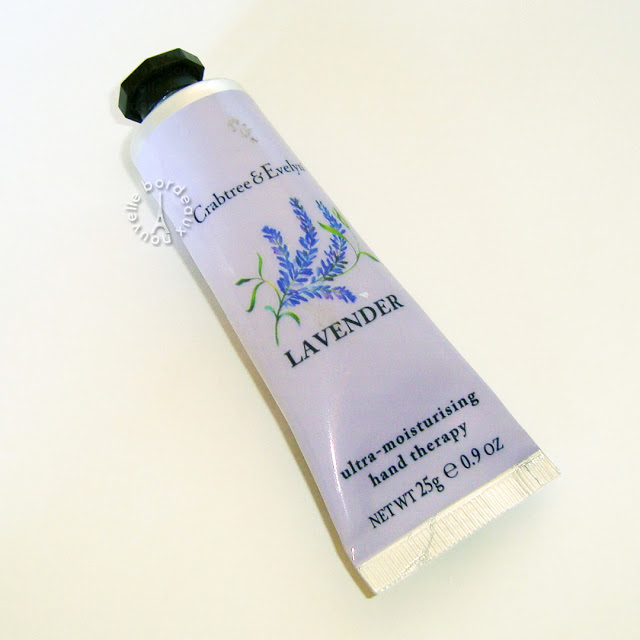 Crabtree & Evelyn
LAVENDER
ultra-moisturising
hand therapy
NET WT 25g ℮ 0.9 OZ
nouvelle bordeaux